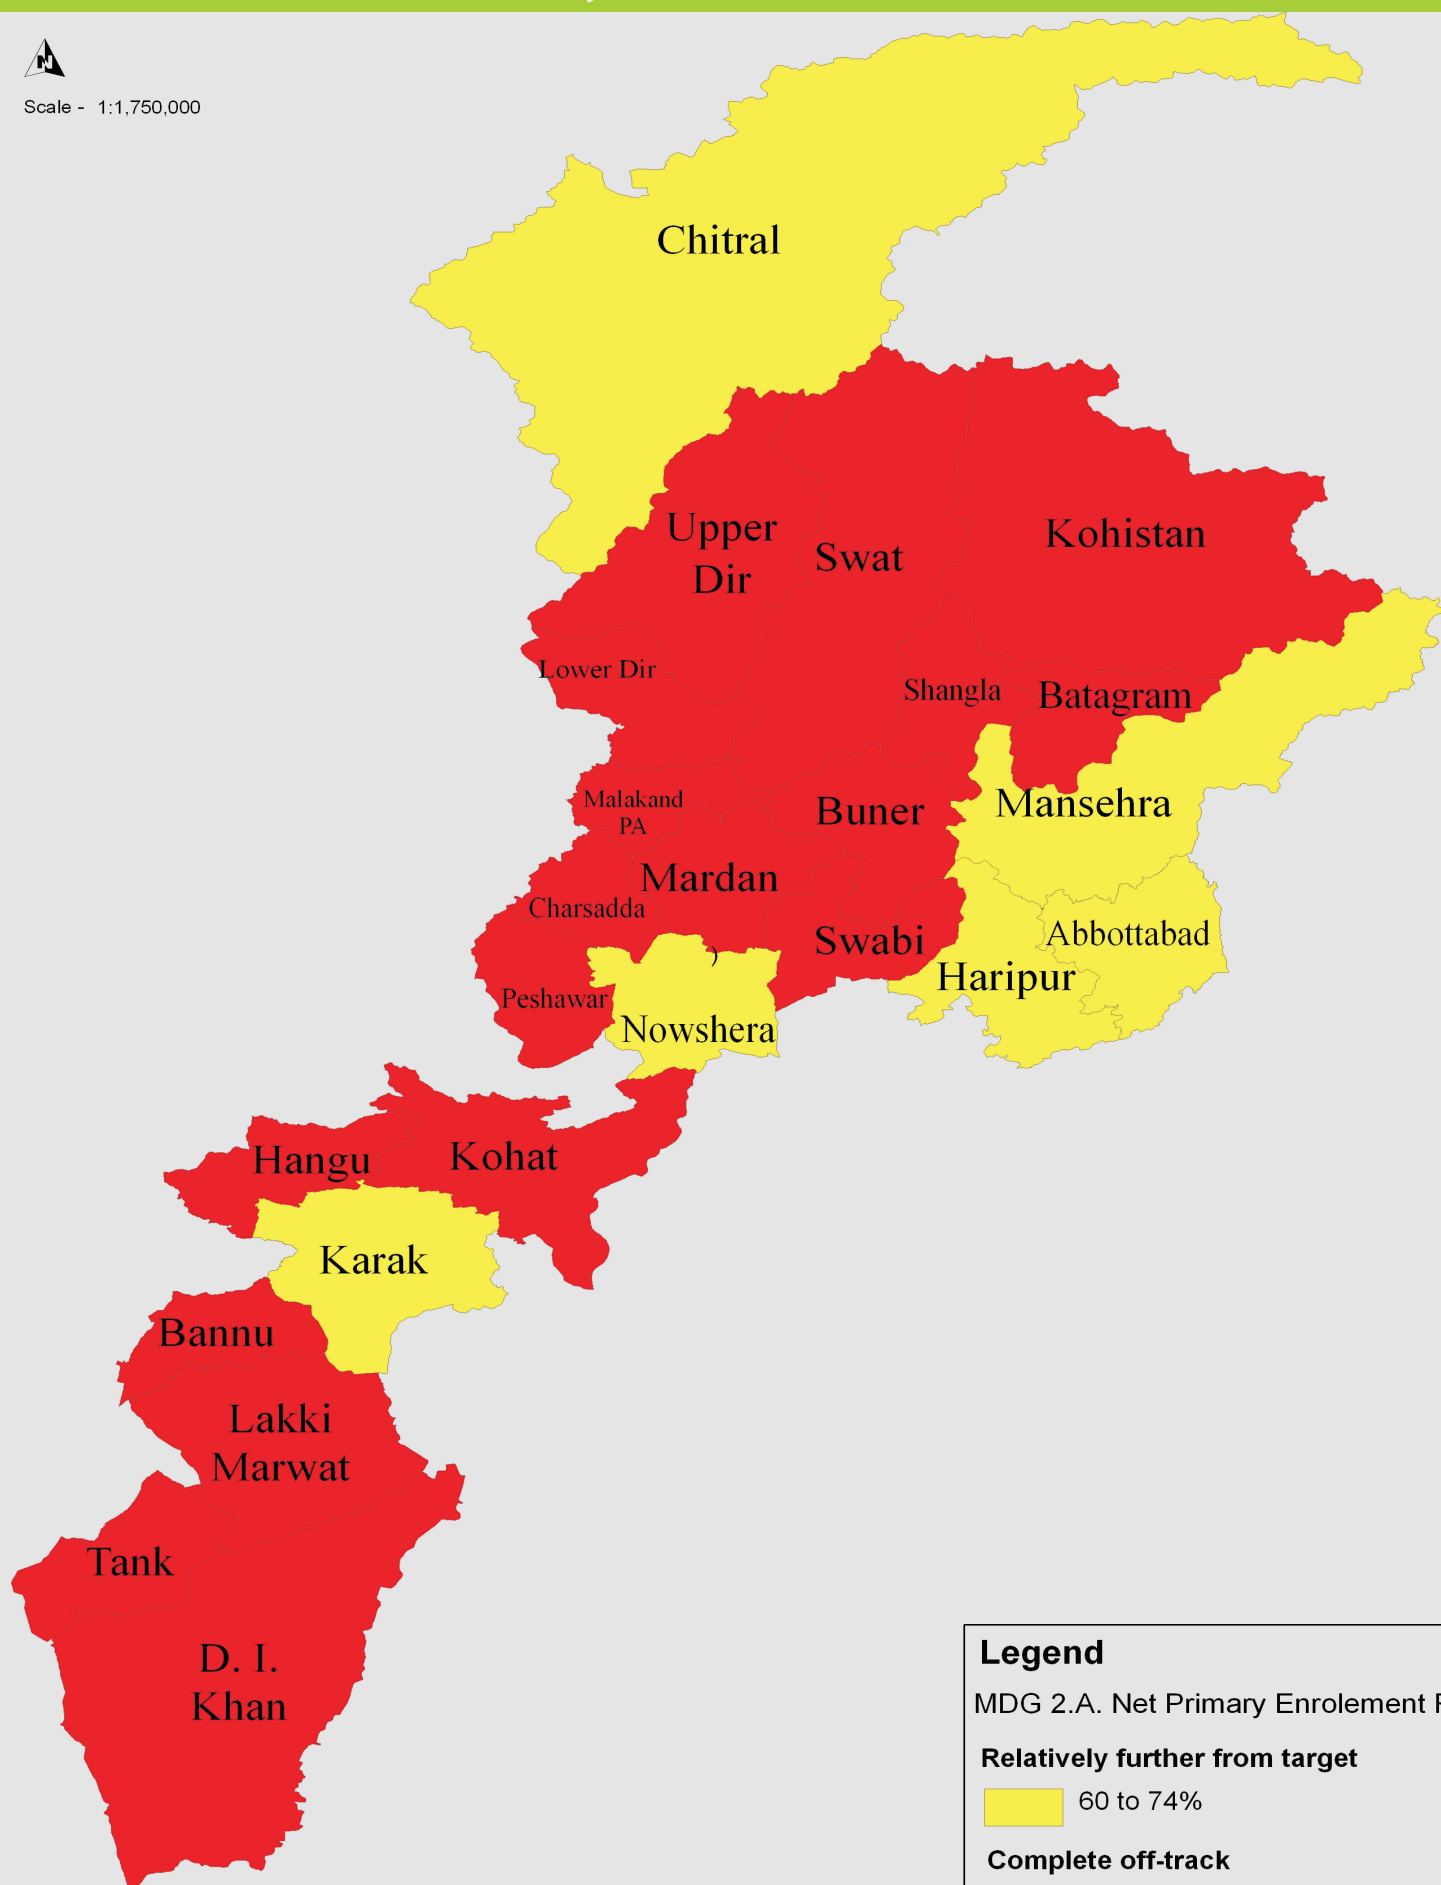 N
Scale - 1:1,750,000
Chitral
Upper
Dir
Swat
Kohistan
Lower Dir
Shangla
Batagram
Malakand
PA
Buner
Mansehra
Mardan
Charsadda
Swabi
Abbottabad
)
Haripur
Peshawar
Nowshera
Hangu
Kohat
Karak
Bannu
Lakki
Marwat
Tank
D. I.
Khan
Legend
MDG 2.A. Net Primary Enrolement
Relatively further from target
60 to 74%
Complete off-track